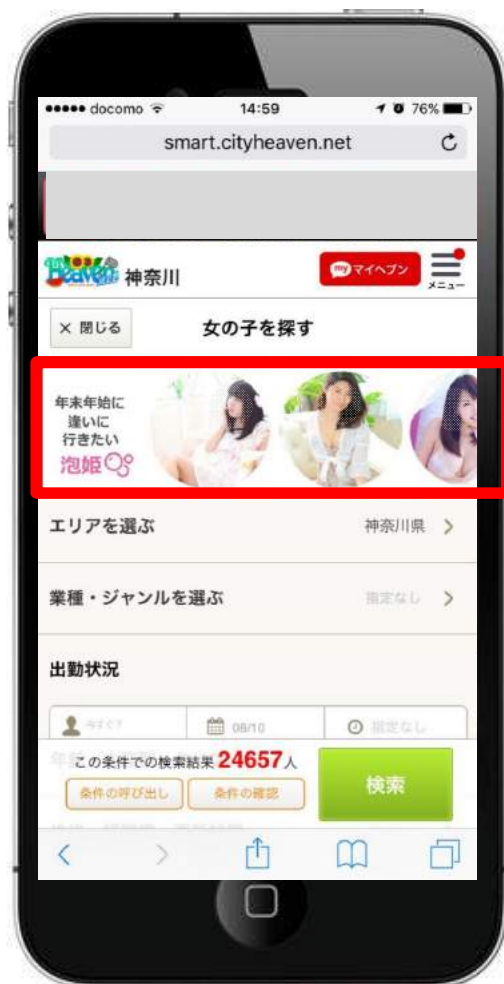 docomo 14:59 76%
smart.cityheaven.net
Heaven 神奈川 my マイヘブン メニュー
× 閉じる 女の子を探す
年末年始に
逢いに
行きたい
泡姫
エリアを選ぶ 神奈川県
業種・ジャンルを選ぶ 指定なし
出勤状況
今すぐ? 08/10 指定なし
この条件での検索結果 24657人
条件の呼び出し 条件の確認 検索